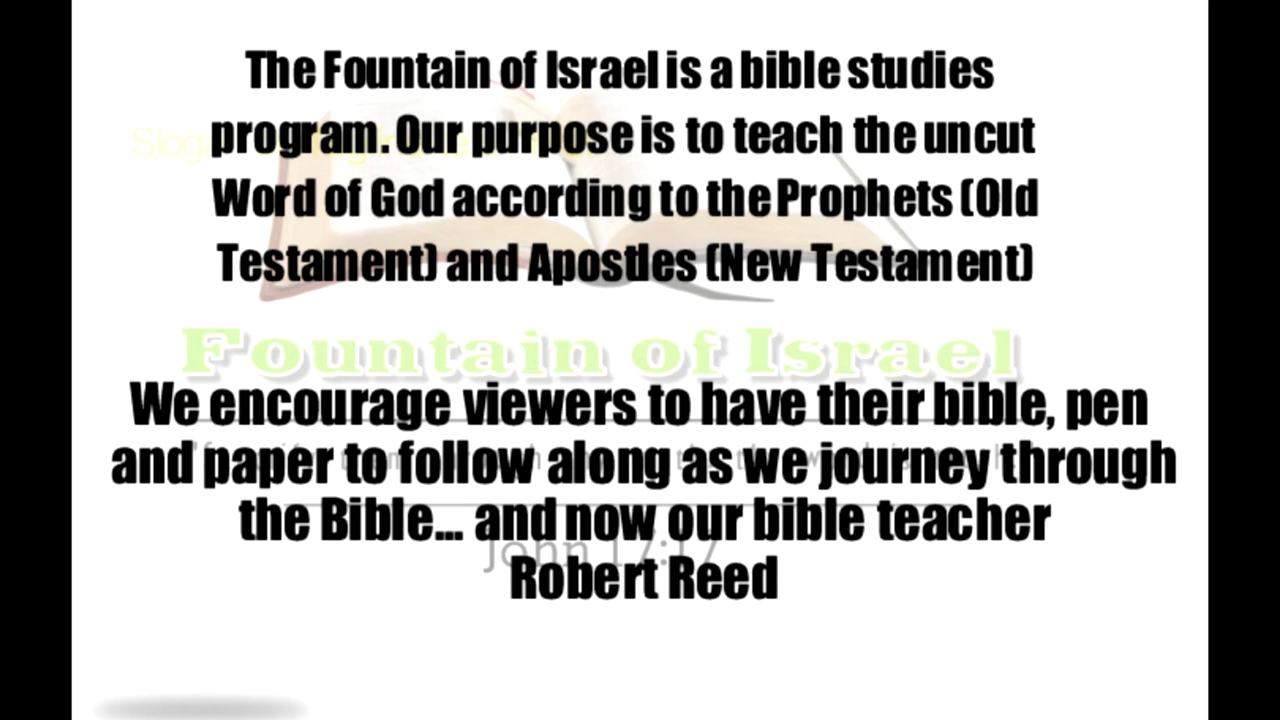 The Fountain of Israel is a bible studies
program. Our purpose is to teach the uncut
Word of God according to the Prophets (Old
Testament) and Apostles (New Testament)
Fountain of Israel
We encourage viewers to have their bible, pen
and paper to follow along as we journey through
the Bible... and now our bible teacher
John 17:17
Robert Reed